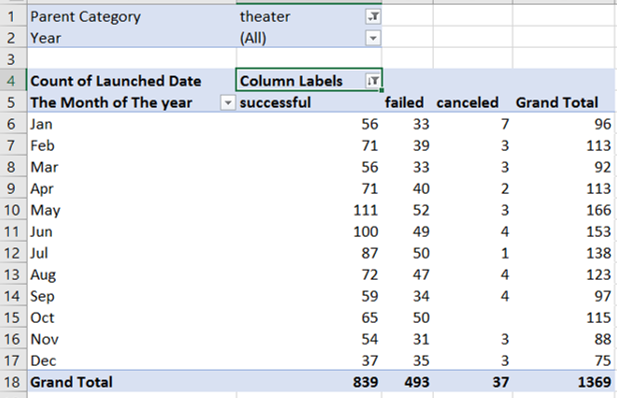 1 Parent Category theater
2 Year (All)
3
4 Count of Launched Date Column Labels
5 The Month of The year successful failed canceled Grand Total
6 Jan 56 33 7 96
7 Feb 71 39 3 113
8 Mar 56 33 3 92
9 Apr 71 40 2 113
10 May 111 52 3 166
11 Jun 100 49 4 153
12 Jul 87 50 1 138
13 Aug 72 47 4 123
14 Sep 59 34 4 97
15 Oct 65 50 115
16 Nov 54 31 3 88
17 Dec 37 35 3 75
18 Grand Total 839 493 37 1369